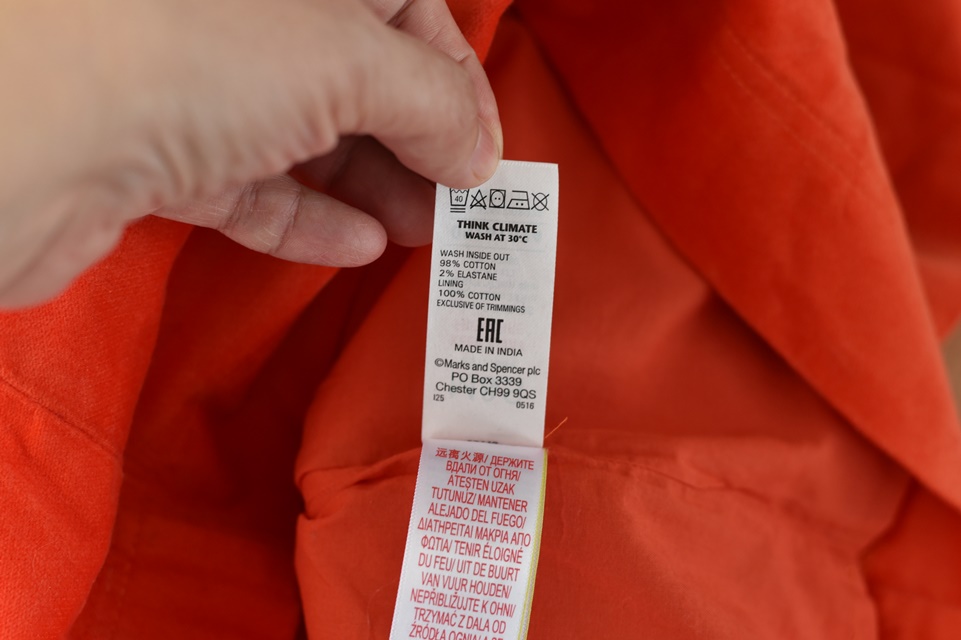 40
THINK CLIMATE
WASH AT 30°C
WASH INSIDE OUT
98% COTTON
2% ELASTANE
LINING
100% COTTON
EXCLUSIVE OF TRIMMINGS
EAC
MADE IN INDIA
©Marks and Spencer plc
PO Box 3339
Chester CH99 9QS
I25 0516
远离火源/ ДЕРЖИТЕ
ВДАЛИ ОТ ОГНЯ/
ATEŞTEN UZAK
TUTUNUZ/ MANTENER
ALEJADO DEL FUEGO/
ΔΙΑΤΗΡΕΙΤΑΙ ΜΑΚΡΙΑ ΑΠΟ
ΦΩΤΙΑ/ TENIR ÉLOIGNÉ
DU FEU/ UIT DE BUURT
VAN VUUR HOUDEN/
NEPŘIBLIŽUJTE K OHNI/
TRZYMAĆ Z DALA OD
ŹRÓDŁA OGNIA/